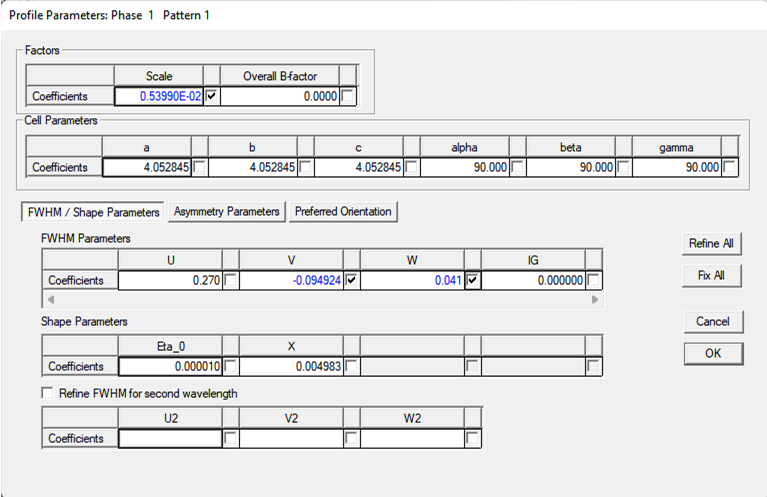 Profile Parameters: Phase 1 Pattern 1
Factors
Scale Overall B-factor
Coefficients 0.53990E-02 0.0000
Cell Parameters
a b c alpha beta gamma
Coefficients 4.052845 4.052845 4.052845 90.000 90.000 90.000
FWHM / Shape Parameters Asymmetry Parameters Preferred Orientation
FWHM Parameters
Refine All
U V W IG
Coefficients 0.270 -0.094924 0.041 0.000000
Fix All
Shape Parameters
Cancel
Eta_0 X
OK
Coefficients 0.000010 0.004983
Refine FWHM for second wavelength
U2 V2 W2
Coefficients